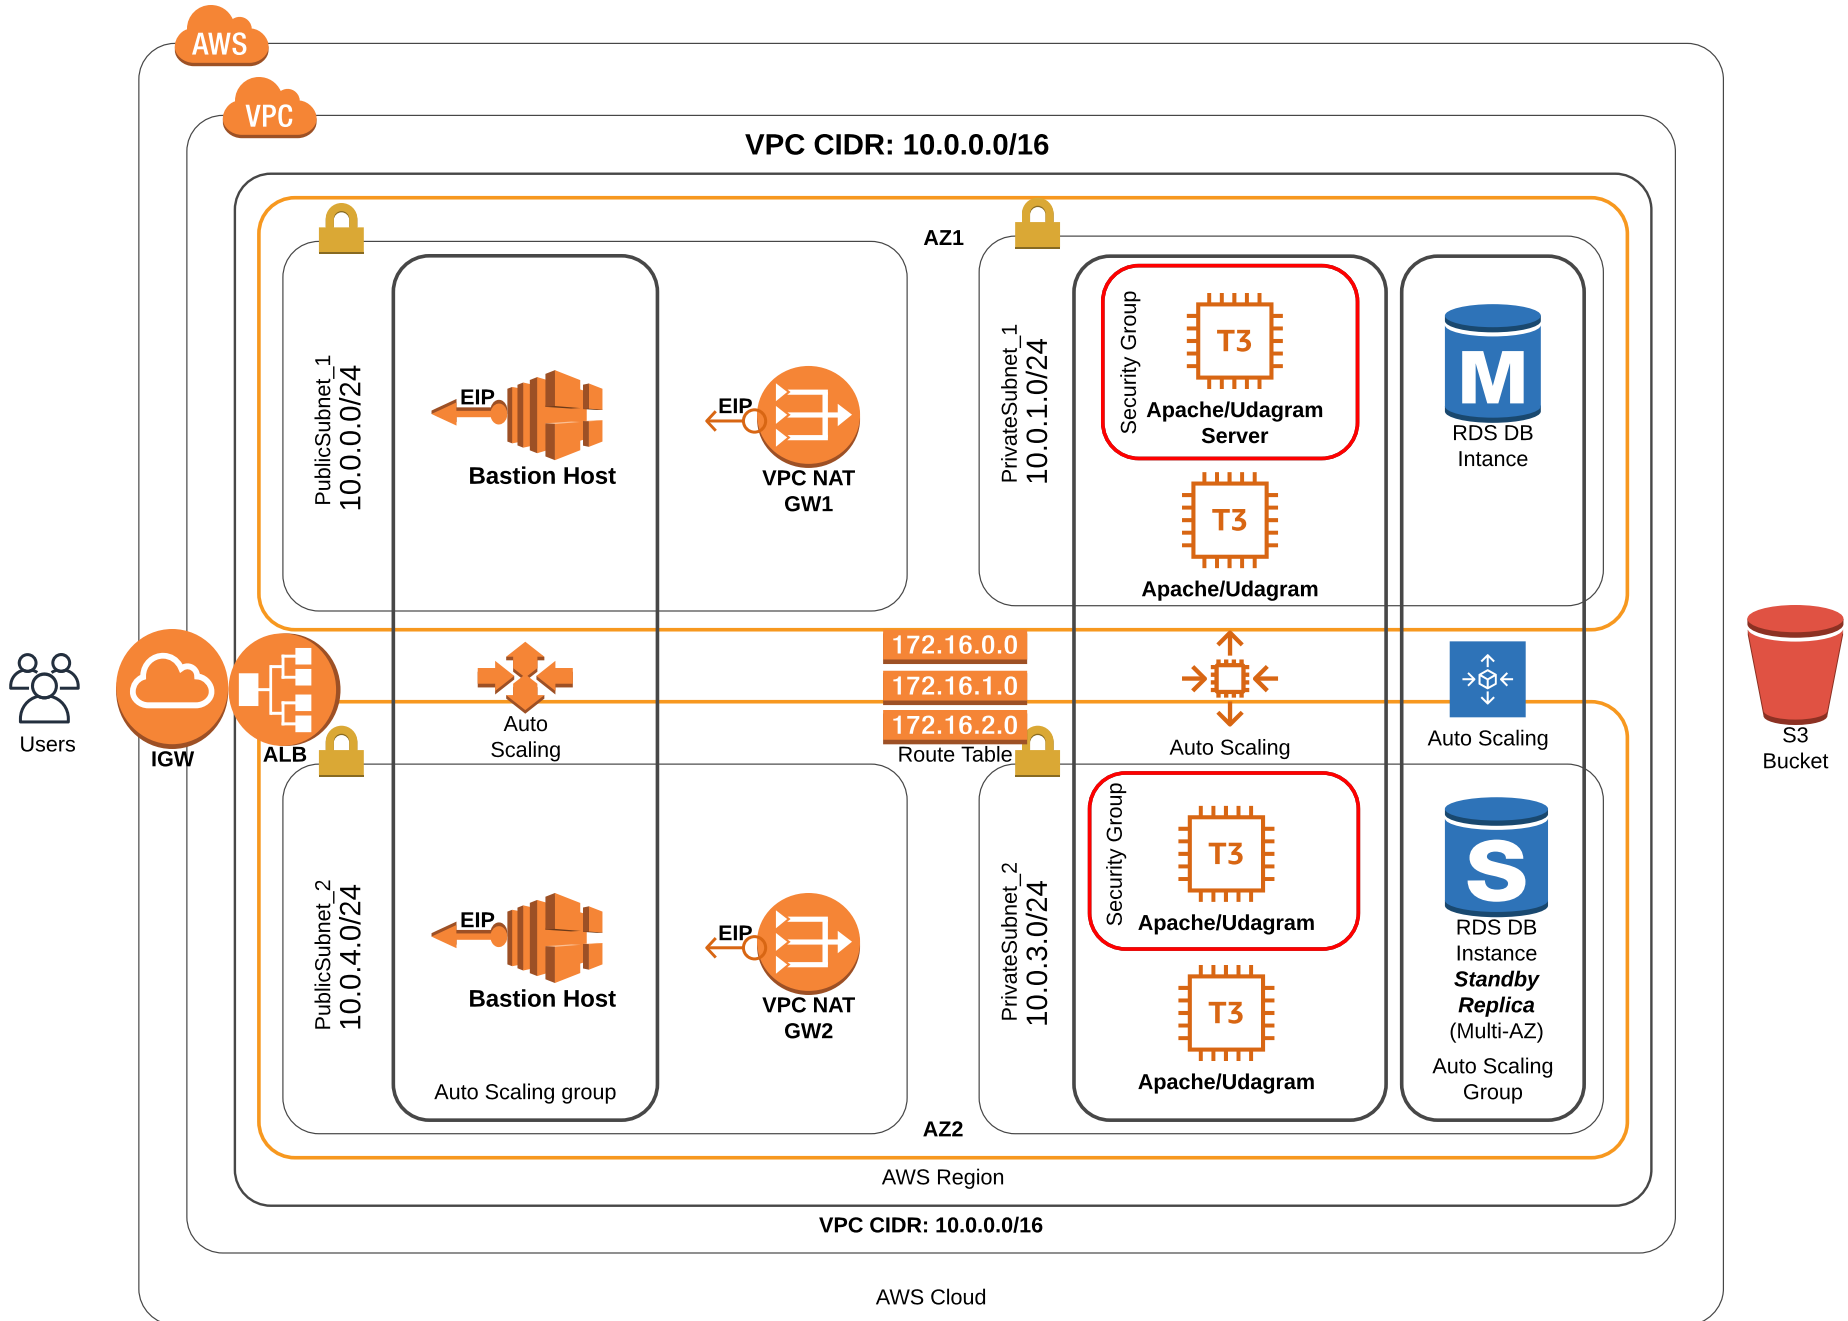 AWS
VPC
VPC CIDR: 10.0.0.0/16
AZ1
PublicSubnet_1
10.0.0.0/24
EIP
Bastion Host
EIP
VPC NAT
GW1
PrivateSubnet_1
10.0.1.0/24
Security Group
T3
Apache/Udagram
Server
T3
Apache/Udagram
M
RDS DB
Intance
Users
IGW
ALB
Auto
Scaling
172.16.0.0
172.16.1.0
172.16.2.0
Route Table
Auto Scaling
Auto Scaling
S3
Bucket
PublicSubnet_2
10.0.4.0/24
EIP
Bastion Host
Auto Scaling group
EIP
VPC NAT
GW2
PrivateSubnet_2
10.0.3.0/24
Security Group
T3
Apache/Udagram
T3
Apache/Udagram
S
RDS DB
Instance
Standby
Replica
(Multi-AZ)
Auto Scaling
Group
AZ2
AWS Region
VPC CIDR: 10.0.0.0/16
AWS Cloud